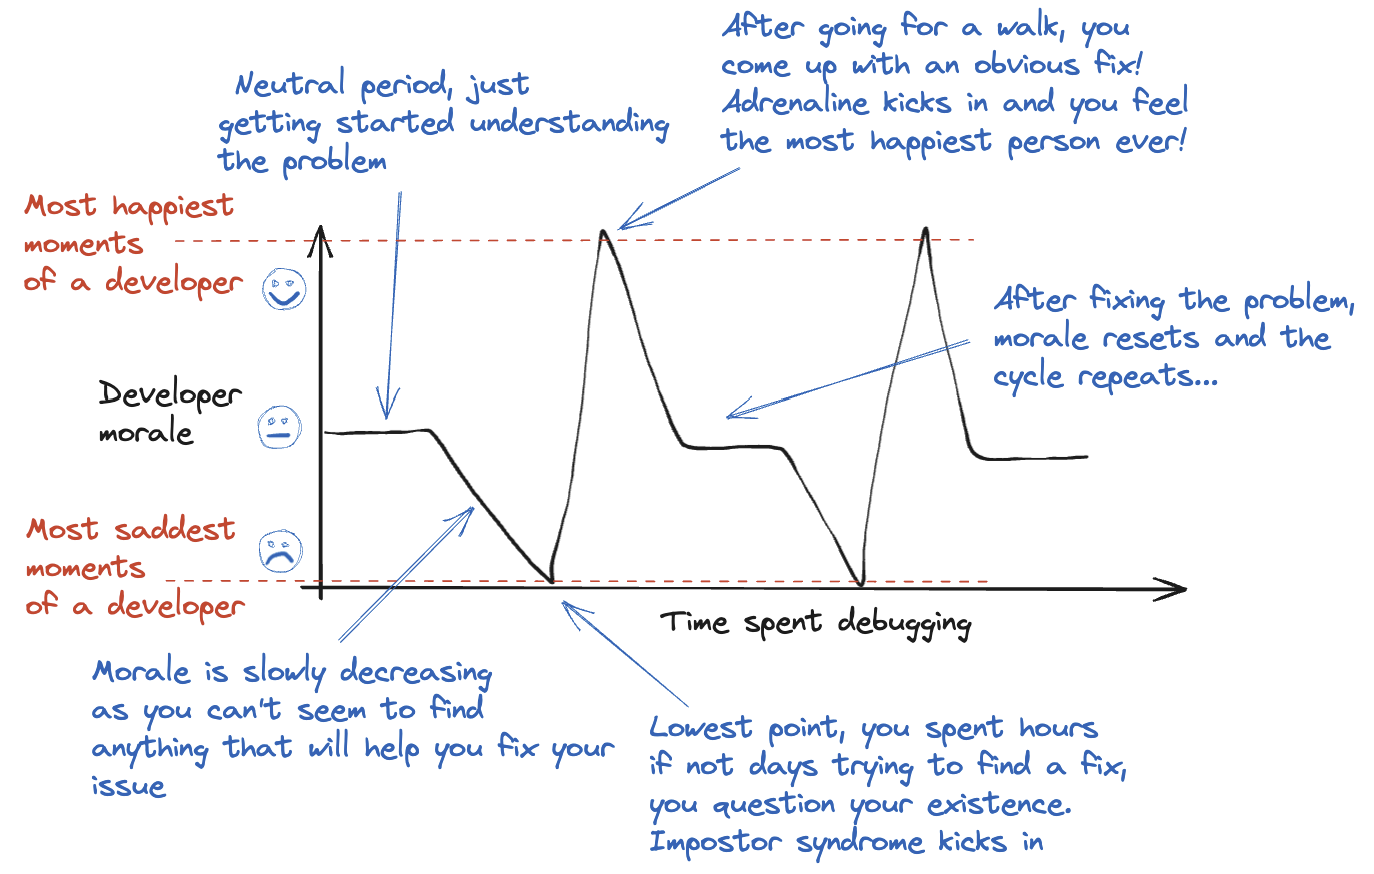 After going for a walk, you
come up with an obvious fix!
Adrenaline kicks in and you feel
the most happiest person ever!
Neutral period, just
getting started understanding
the problem
Most happiest
moments
of a developer
After fixing the problem,
morale resets and the
cycle repeats...
Developer
morale
Most saddest
moments
of a developer
Time spent debugging
Morale is slowly decreasing
as you can't seem to find
anything that will help you fix your
issue
Lowest point, you spent hours
if not days trying to find a fix,
you question your existence.
Impostor syndrome kicks in